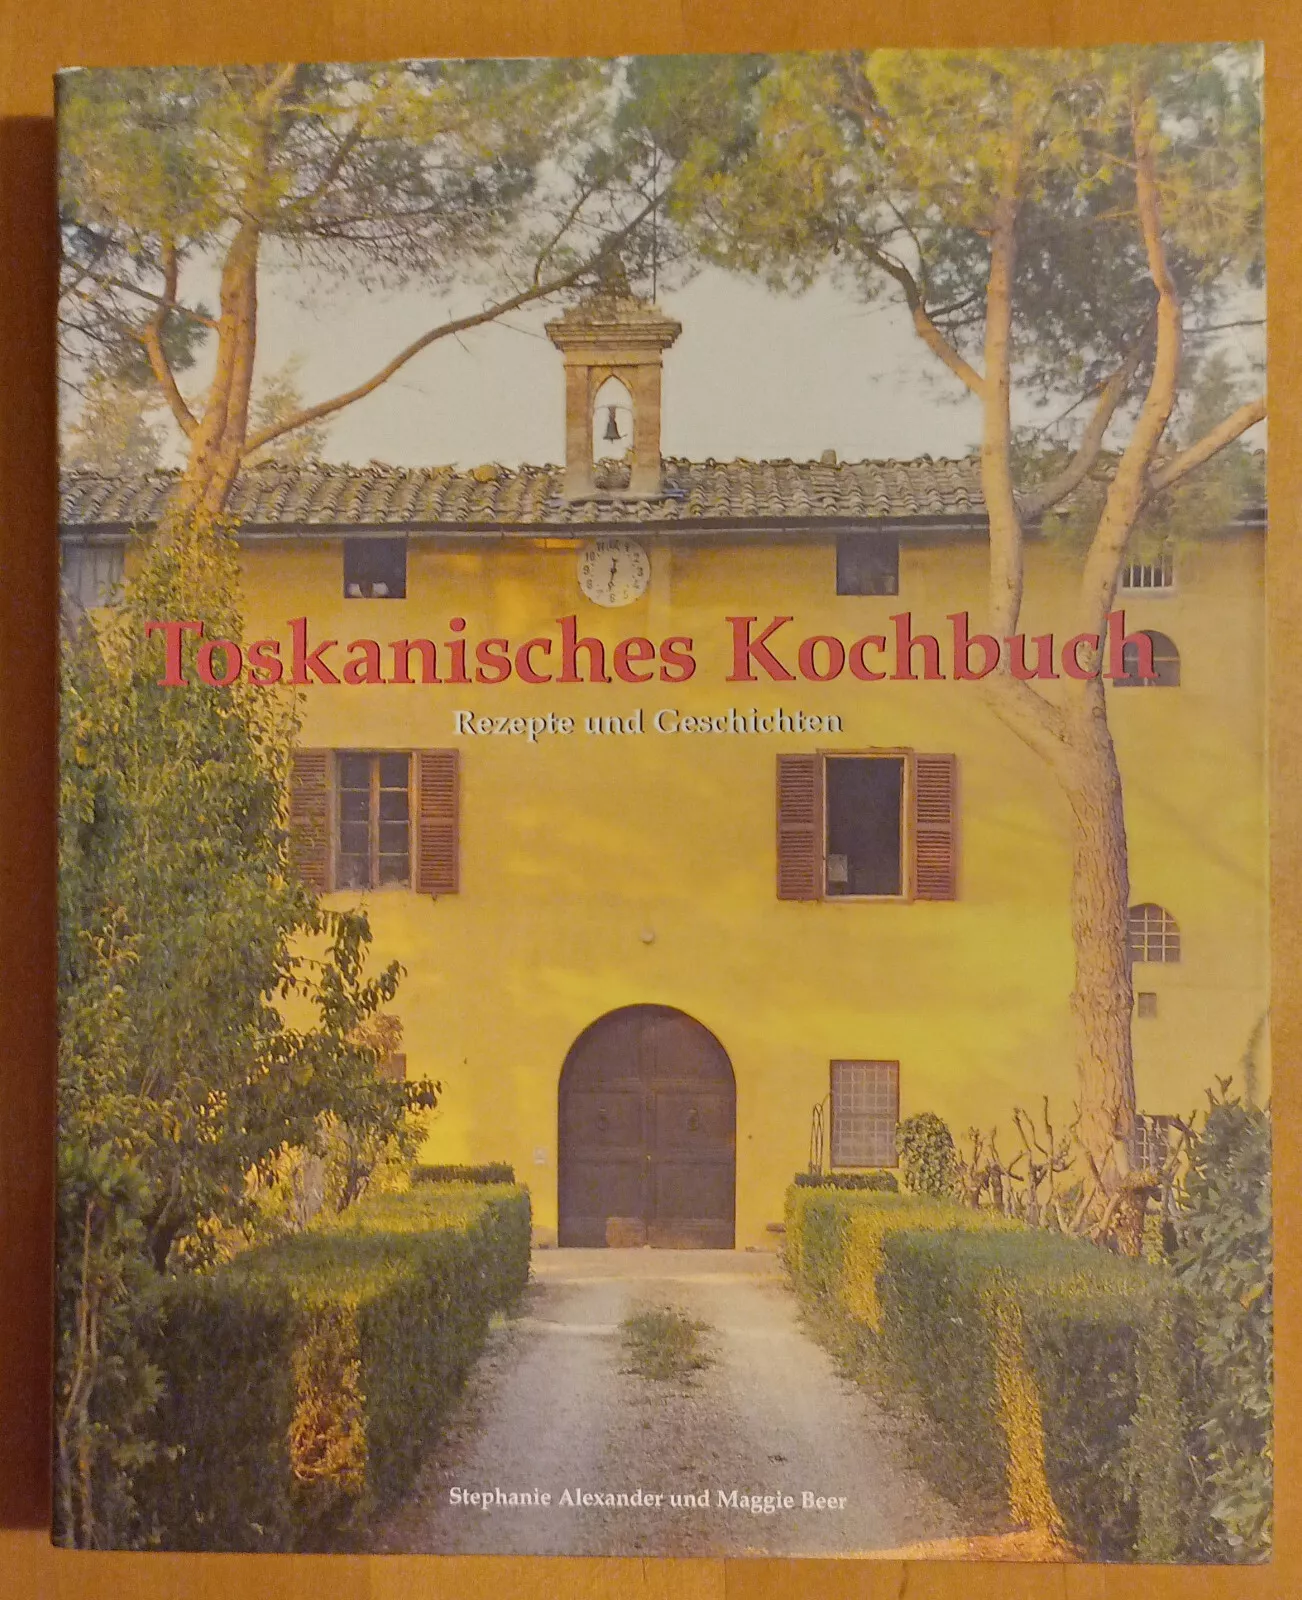 Toskanisches Kochbuch
Rezepte und Geschichten
Stephanie Alexander und Maggie Beer